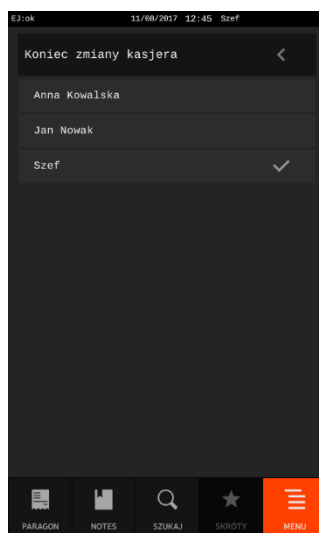 EJ:ok 11/08/2017 12:45 Szef
Koniec zmiany kasjera
Anna Kowalska
Jan Nowak
Szef
PARAGON NOTES SZUKAJ SKRÓTY MENU